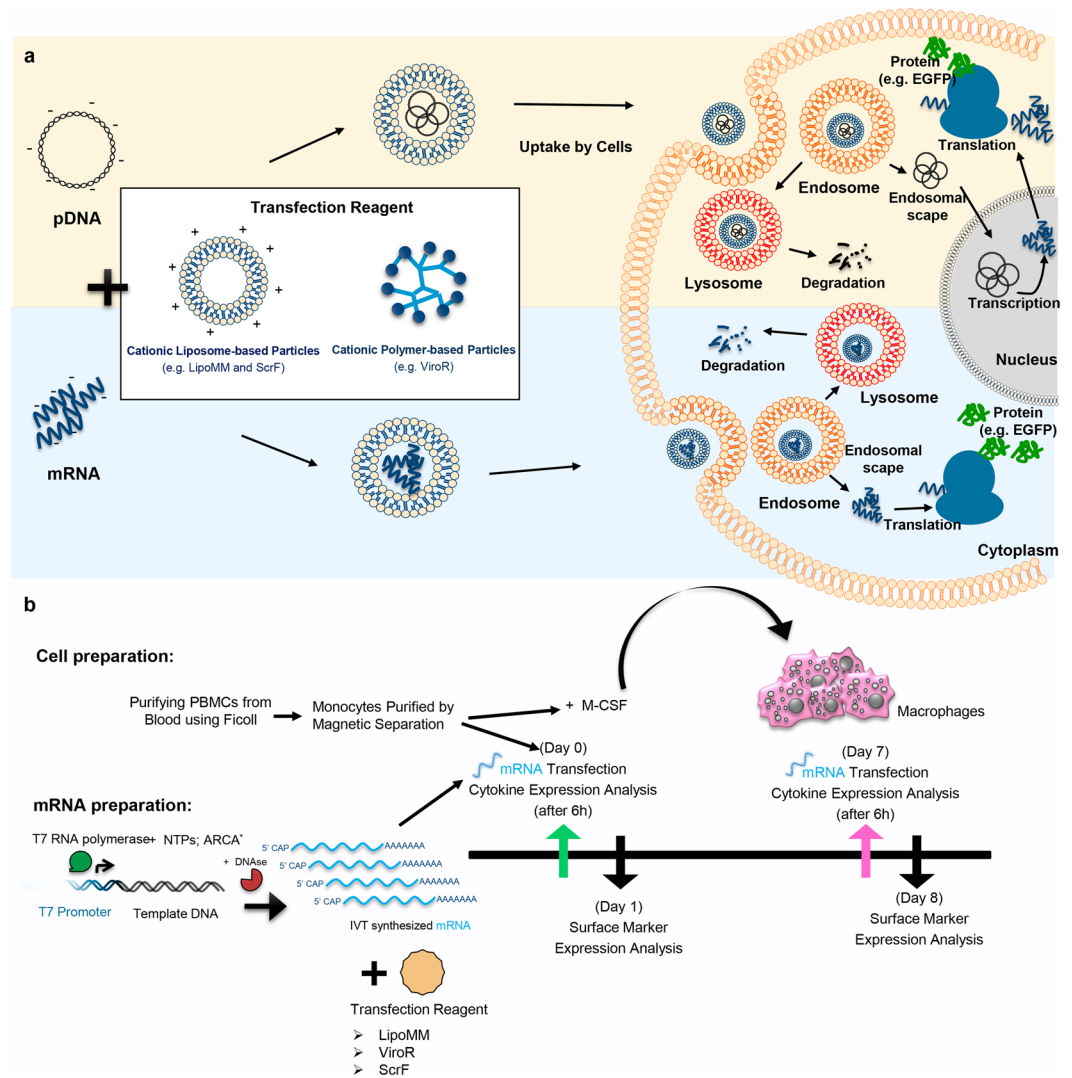 a
pDNA
Transfection Reagent
Cationic Liposome-based Particles
(e.g. LipoMM and ScrF)
Cationic Polymer-based Particles
(e.g. ViroR)
mRNA
Uptake by Cells
Protein
(e.g. EGFP)
Translation
Endosome
Endosomal
scape
Lysosome
Degradation
Transcription
Nucleus
Degradation
Lysosome
Protein
(e.g. EGFP)
Endosomal
scape
Endosome
Translation
Cytoplasm
b
Cell preparation:
Purifying PBMCs from
Blood using Ficoll
Monocytes Purified by
Magnetic Separation
+ M-CSF
Macrophages
(Day 0)
mRNA Transfection
Cytokine Expression Analysis
(after 6h)
(Day 7)
mRNA Transfection
Cytokine Expression Analysis
(after 6h)
mRNA preparation:
T7 RNA polymerase+ NTPs; ARCA*
+ DNAse
T7 Promoter
Template DNA
5' CAP AAAAAAA
5' CAP AAAAAAA
5' CAP AAAAAAA
5' CAP AAAAAAA
IVT synthesized mRNA
(Day 1)
Surface Marker
Expression Analysis
(Day 8)
Surface Marker
Expression Analysis
Transfection Reagent
➢ LipoMM
➢ ViroR
➢ ScrF